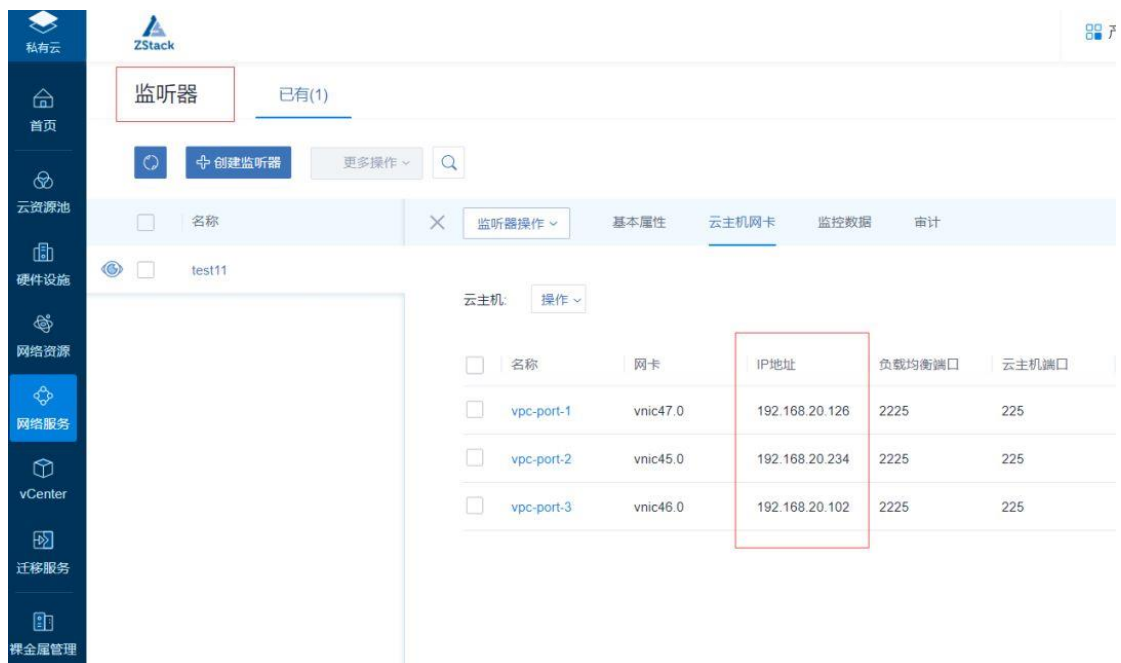 私有云
ZStack
监听器
已有(1)
首页
创建监听器
更多操作
云资源池
名称
监听器操作
基本属性
云主机网卡
监控数据
审计
硬件设施
test11
云主机:
操作
网络资源
名称
网卡
IP地址
负载均衡端口
云主机端口
网络服务
vpc-port-1
vnic47.0
192.168.20.126
2225
225
vpc-port-2
vnic45.0
192.168.20.234
2225
225
vCenter
vpc-port-3
vnic46.0
192.168.20.102
2225
225
迁移服务
裸金属管理